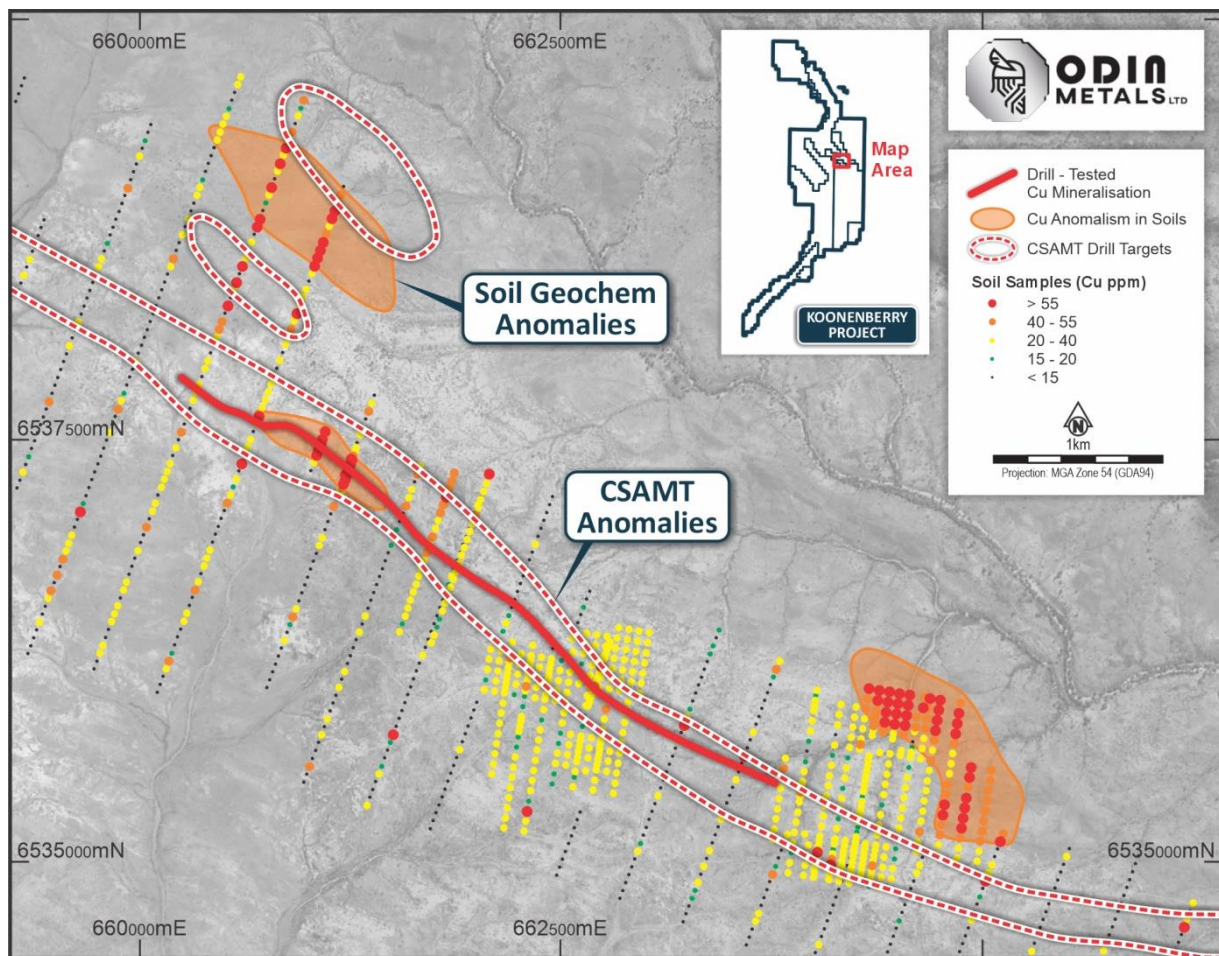 660000mE
662500mE
ODIN
METALS LTD
Map
Area
KOONENBERRY
PROJECT
Drill - Tested
Cu Mineralisation
Cu Anomalism in Soils
CSAMT Drill Targets
Soil Samples (Cu ppm)
> 55
40 - 55
20 - 40
15 - 20
< 15
N
1km
Projection: MGA Zone 54 (GDA94)
Soil Geochem
Anomalies
6537500mN
CSAMT
Anomalies
6535000mN
6535000mN
660000mE
662500mE